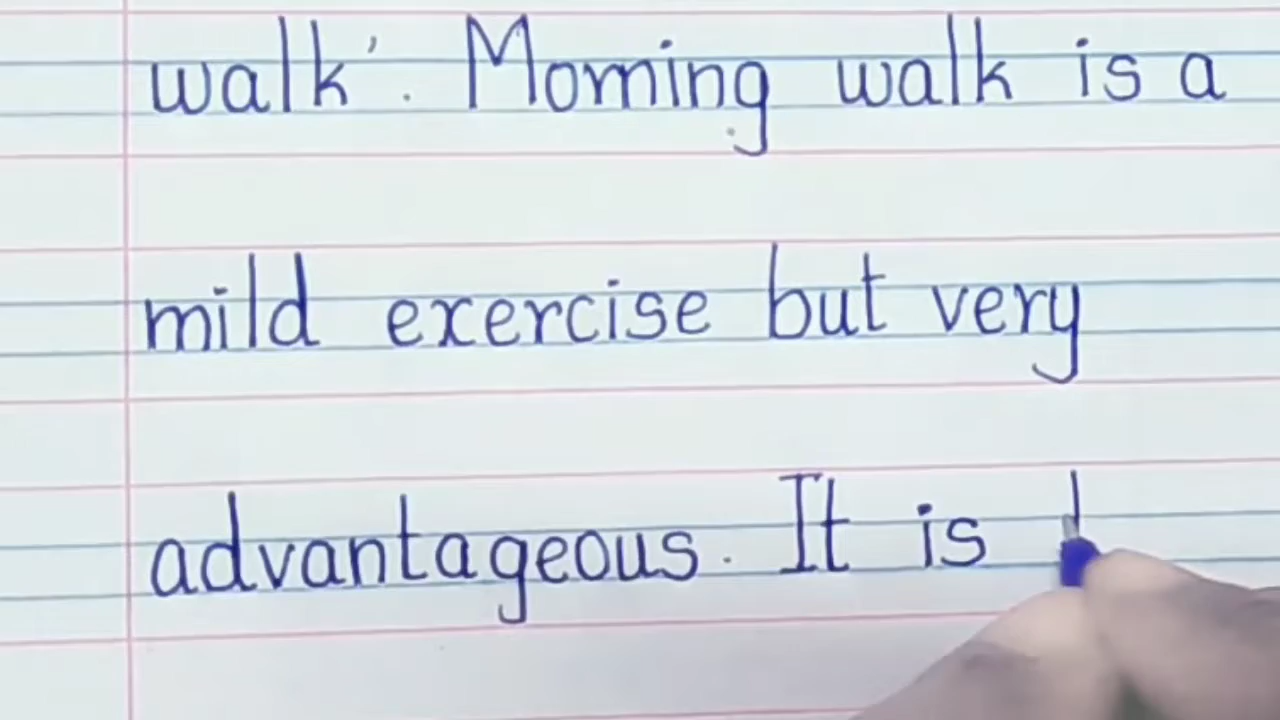 walk'. Morning walk is a
mild exercise but very
advantageous. It is